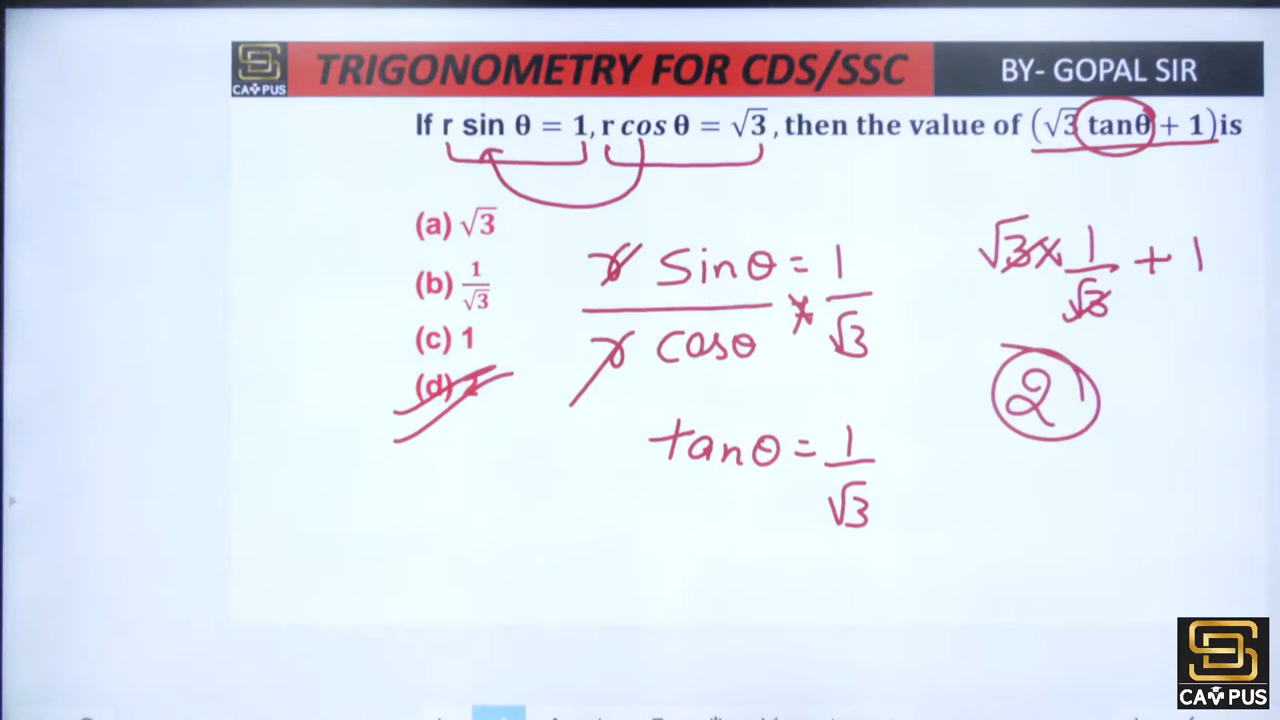 TRIGONOMETRY FOR CDS/SSC
BY- GOPAL SIR
CAMPUS
If r sin θ = 1, r cos θ = √3, then the value of (√3 tanθ + 1) is
(a) √3
(b) 1/√3
(c) 1
(d) 2
r sinθ = 1
r cosθ √3
tanθ = 1/√3
√3 × 1/√3 + 1
2
CAMPUS